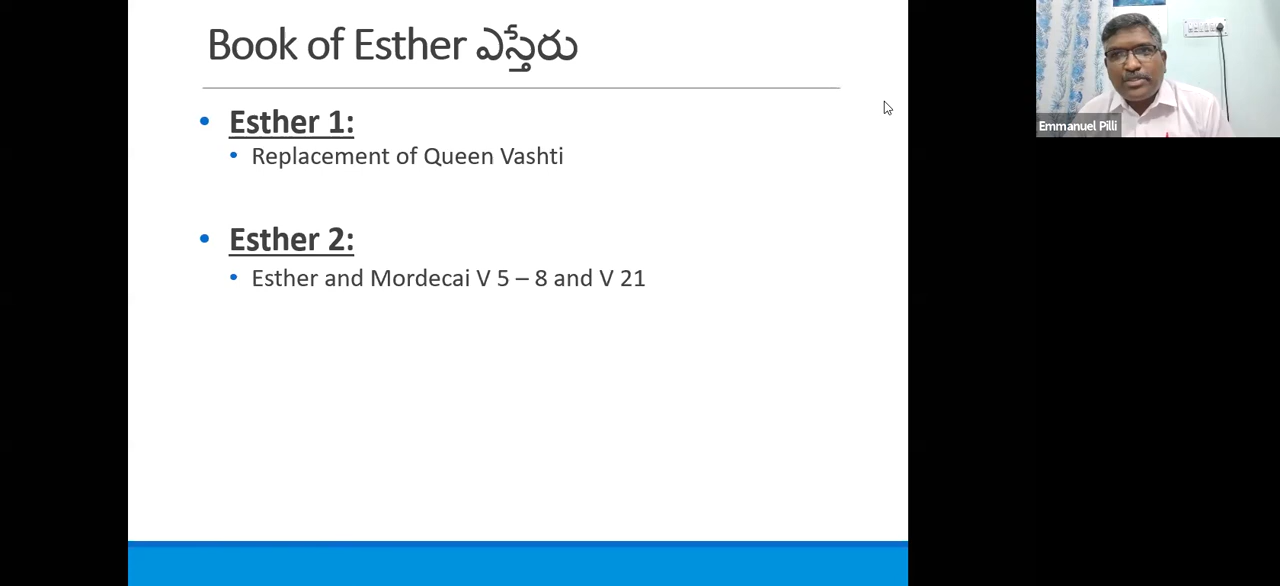 Book of Esther ఎస్తేరు
• Esther 1:
• Replacement of Queen Vashti
• Esther 2:
• Esther and Mordecai V 5 – 8 and V 21
Emmanuel Pilli